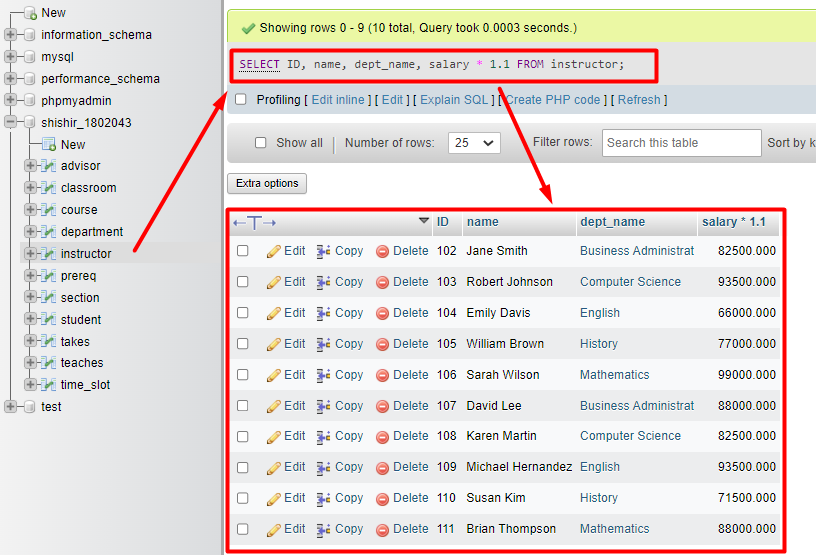 New
information_schema
mysql
performance_schema
phpmyadmin
shishir_1802043
New
advisor
classroom
course
department
instructor
prereq
section
student
takes
teaches
time_slot
test
Showing rows 0 - 9 (10 total, Query took 0.0003 seconds.)
SELECT ID, name, dept_name, salary * 1.1 FROM instructor;
Profiling [ Edit inline ] [ Edit ] [ Explain SQL ] [ Create PHP code ] [ Refresh ]
Show all Number of rows: 25 Filter rows: Search this table Sort by k
Extra options
ID name dept_name salary * 1.1
Edit Copy Delete 102 Jane Smith Business Administrat 82500.000
Edit Copy Delete 103 Robert Johnson Computer Science 93500.000
Edit Copy Delete 104 Emily Davis English 66000.000
Edit Copy Delete 105 William Brown History 77000.000
Edit Copy Delete 106 Sarah Wilson Mathematics 99000.000
Edit Copy Delete 107 David Lee Business Administrat 88000.000
Edit Copy Delete 108 Karen Martin Computer Science 82500.000
Edit Copy Delete 109 Michael Hernandez English 93500.000
Edit Copy Delete 110 Susan Kim History 71500.000
Edit Copy Delete 111 Brian Thompson Mathematics 88000.000